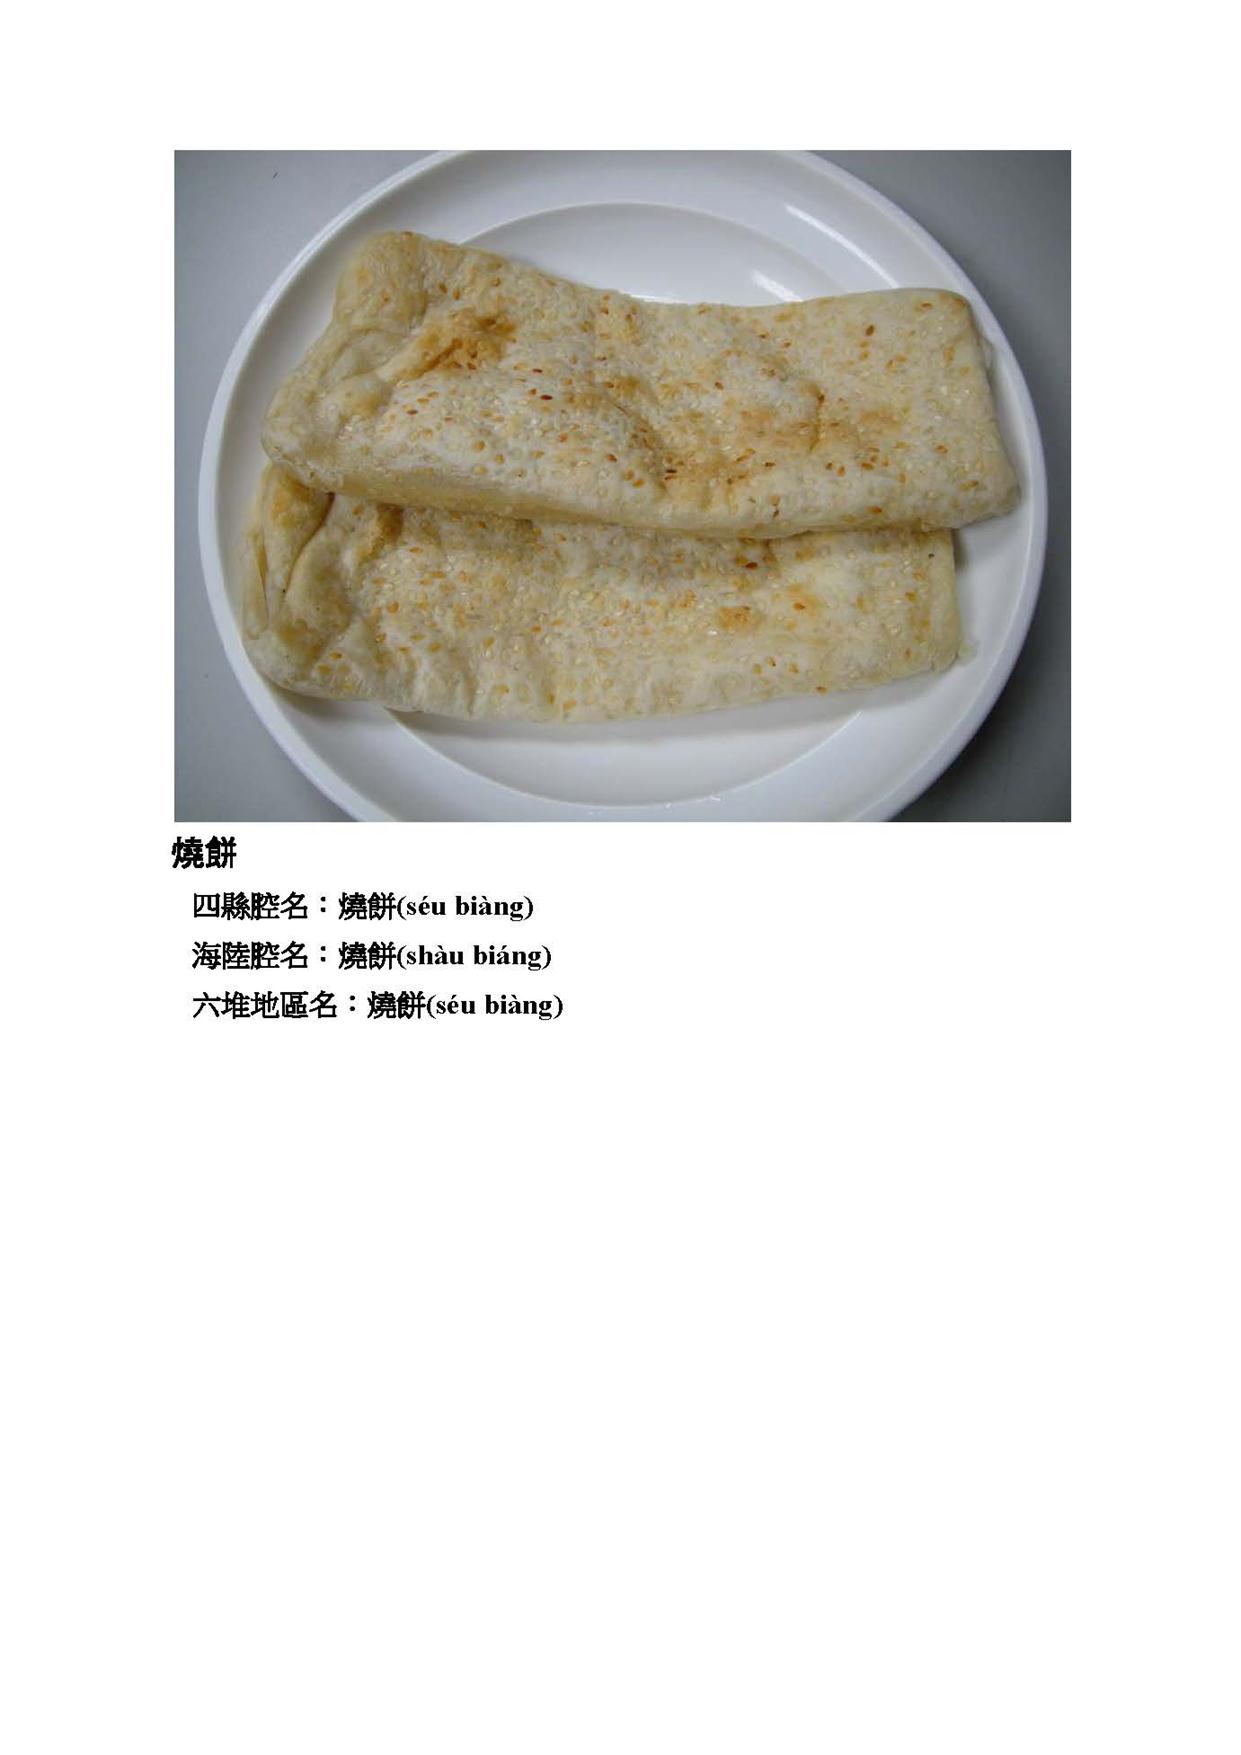 燒餅
四縣腔名：燒餅(séu biàng)
海陸腔名：燒餅(shàu biáng)
六堆地區名：燒餅(séu biàng)